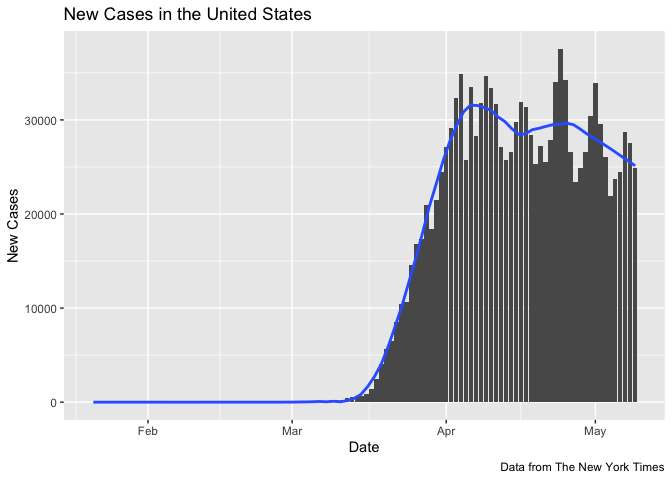 New Cases in the United States
New Cases
30000
20000
10000
0
Feb Mar Apr May
Date
Data from The New York Times